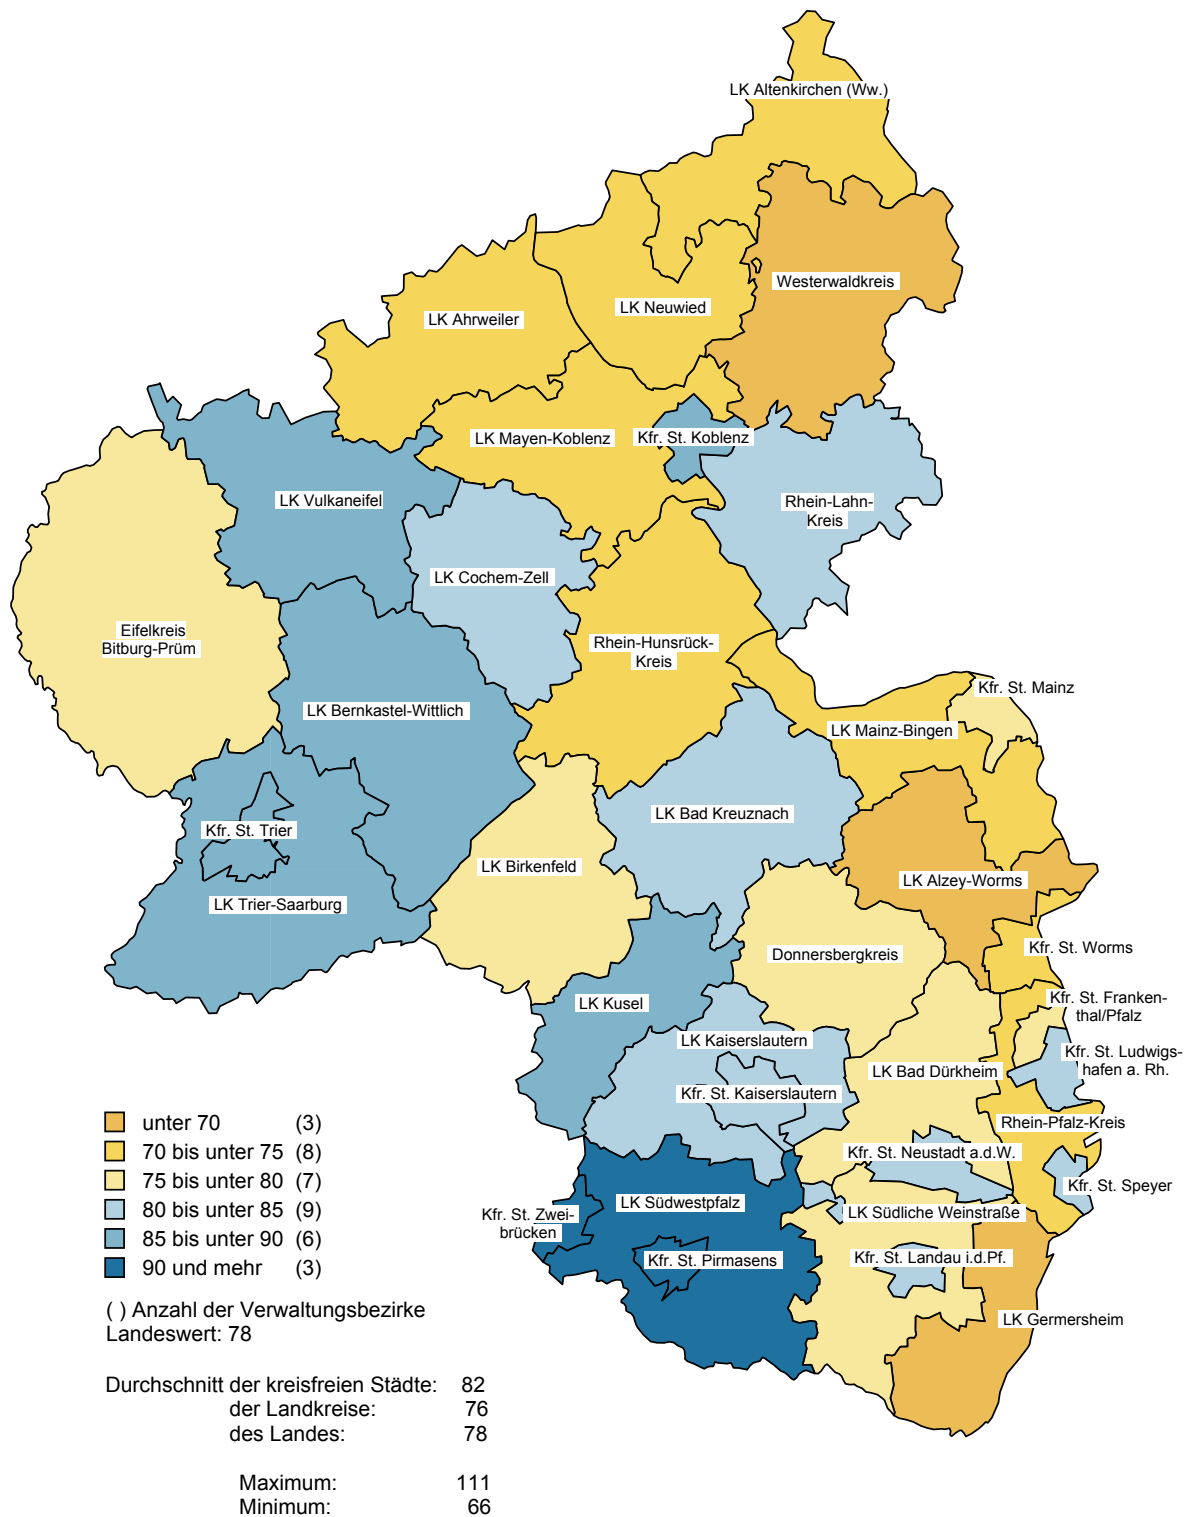 LK Altenkirchen (Ww.)
Westerwaldkreis
LK Neuwied
LK Ahrweiler
LK Mayen-Koblenz
Kfr. St. Koblenz
LK Vulkaneifel
Rhein-Lahn-
Kreis
LK Cochem-Zell
Eifelkreis
Bitburg-Prüm
Rhein-Hunsrück-
Kreis
Kfr. St. Mainz
LK Bernkastel-Wittlich
LK Mainz-Bingen
LK Bad Kreuznach
Kfr. St. Trier
LK Birkenfeld
LK Alzey-Worms
LK Trier-Saarburg
Kfr. St. Worms
Donnersbergkreis
LK Kusel
Kfr. St. Franken-
thal/Pfalz
LK Kaiserslautern
Kfr. St. Ludwigs-
hafen a. Rh.
LK Bad Dürkheim
Kfr. St. Kaiserslautern
Rhein-Pfalz-Kreis
Kfr. St. Neustadt a.d.W.
Kfr. St. Speyer
LK Südwestpfalz
LK Südliche Weinstraße
Kfr. St. Zwei-
brücken
Kfr. St. Pirmasens
Kfr. St. Landau i.d.Pf.
LK Germersheim
unter 70 (3)
70 bis unter 75 (8)
75 bis unter 80 (7)
80 bis unter 85 (9)
85 bis unter 90 (6)
90 und mehr (3)
( ) Anzahl der Verwaltungsbezirke
Landeswert: 78
Durchschnitt der kreisfreien Städte: 82
der Landkreise: 76
des Landes: 78
Maximum: 111
Minimum: 66